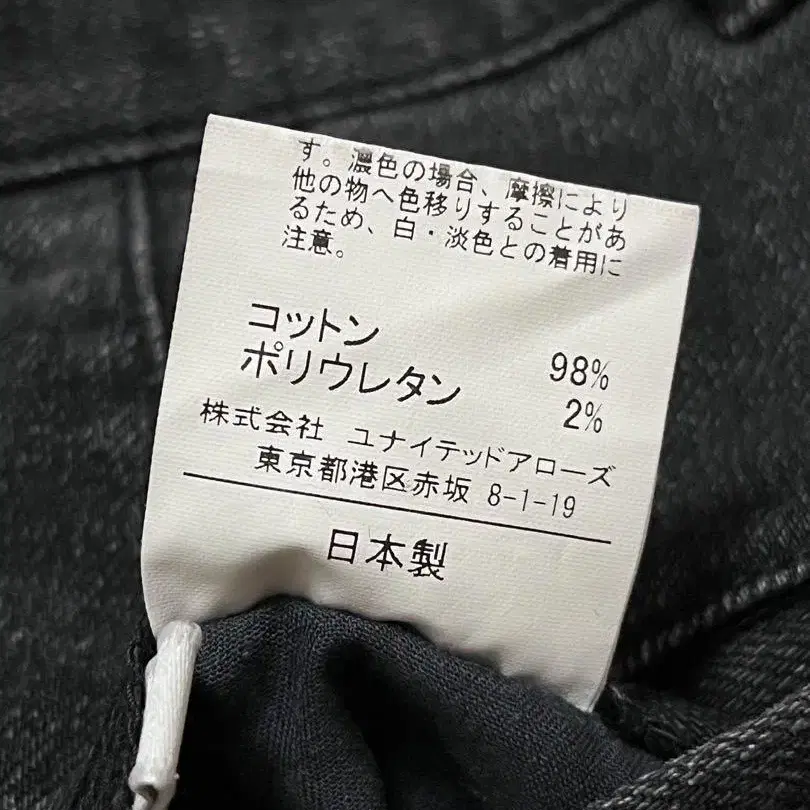 す。濃色の場合、摩擦により
他の物へ色移りすることがあ
るため、白・淡色との着用に
注意。
コットン 98%
ポリウレタン 2%
株式会社 ユナイテッドアローズ
東京都港区赤坂 8-1-19
日本製